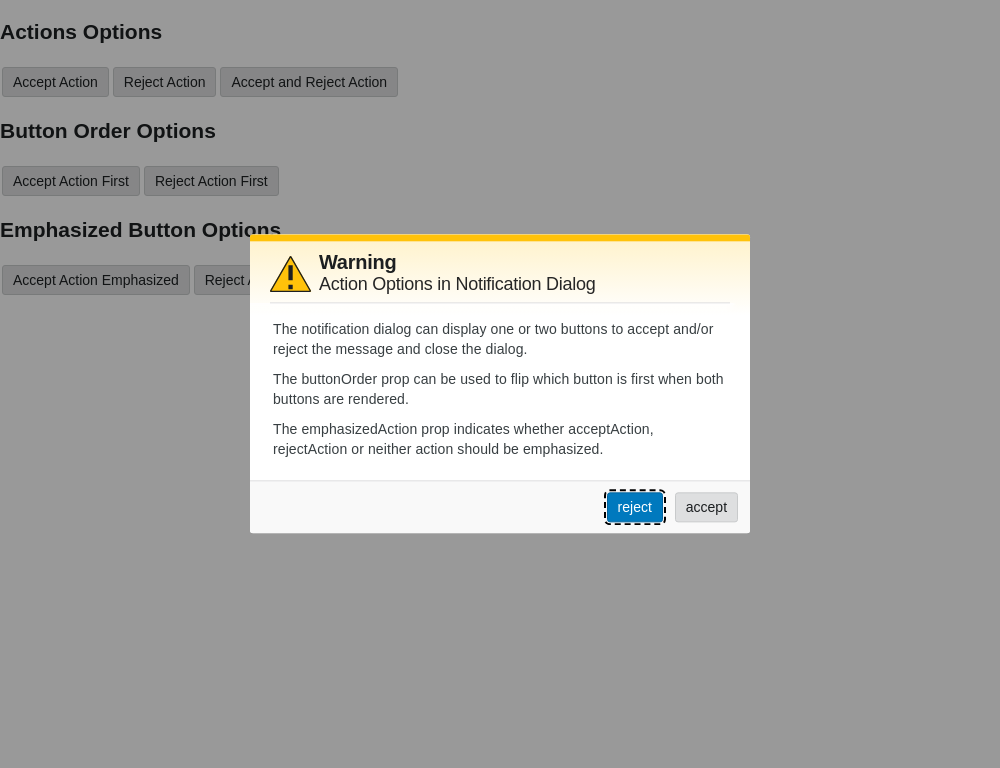 Actions Options
Accept Action Reject Action Accept and Reject Action
Button Order Options
Accept Action First Reject Action First
Emphasized Button Options
Accept Action Emphasized Reject
Warning
Action Options in Notification Dialog
The notification dialog can display one or two buttons to accept and/or
reject the message and close the dialog.
The buttonOrder prop can be used to flip which button is first when both
buttons are rendered.
The emphasizedAction prop indicates whether acceptAction,
rejectAction or neither action should be emphasized.
reject accept